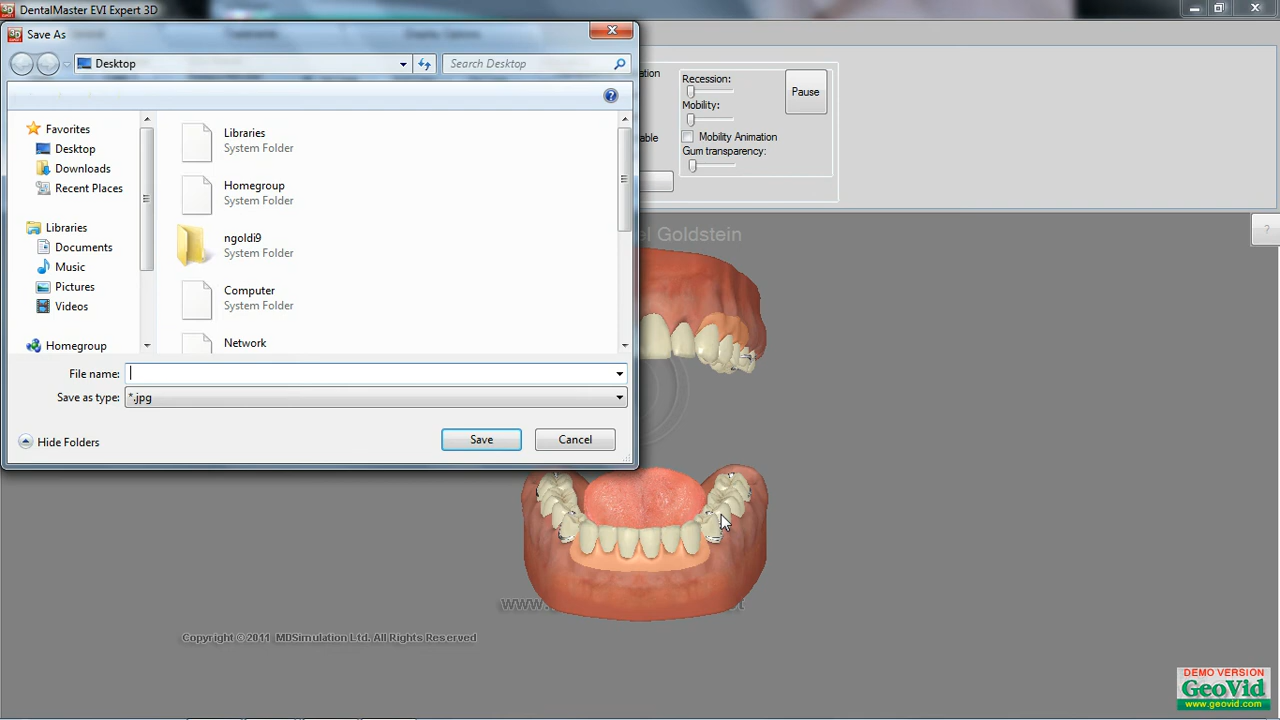 DentalMaster EVI Expert 3D
Save As
Desktop
Search Desktop
Favorites
Desktop
Downloads
Recent Places
Libraries
Documents
Music
Pictures
Videos
Homegroup
Libraries
System Folder
Homegroup
System Folder
ngoldi9
System Folder
Computer
System Folder
Network
File name:
Save as type: *.jpg
Hide Folders
Save
Cancel
Recession:
Mobility:
Mobility Animation
Gum transparency:
Pause
?
Goldstein
Copyright © 2011 MDSimulation Ltd. All Rights Reserved
DEMO VERSION
GeoVid
www.geovid.com